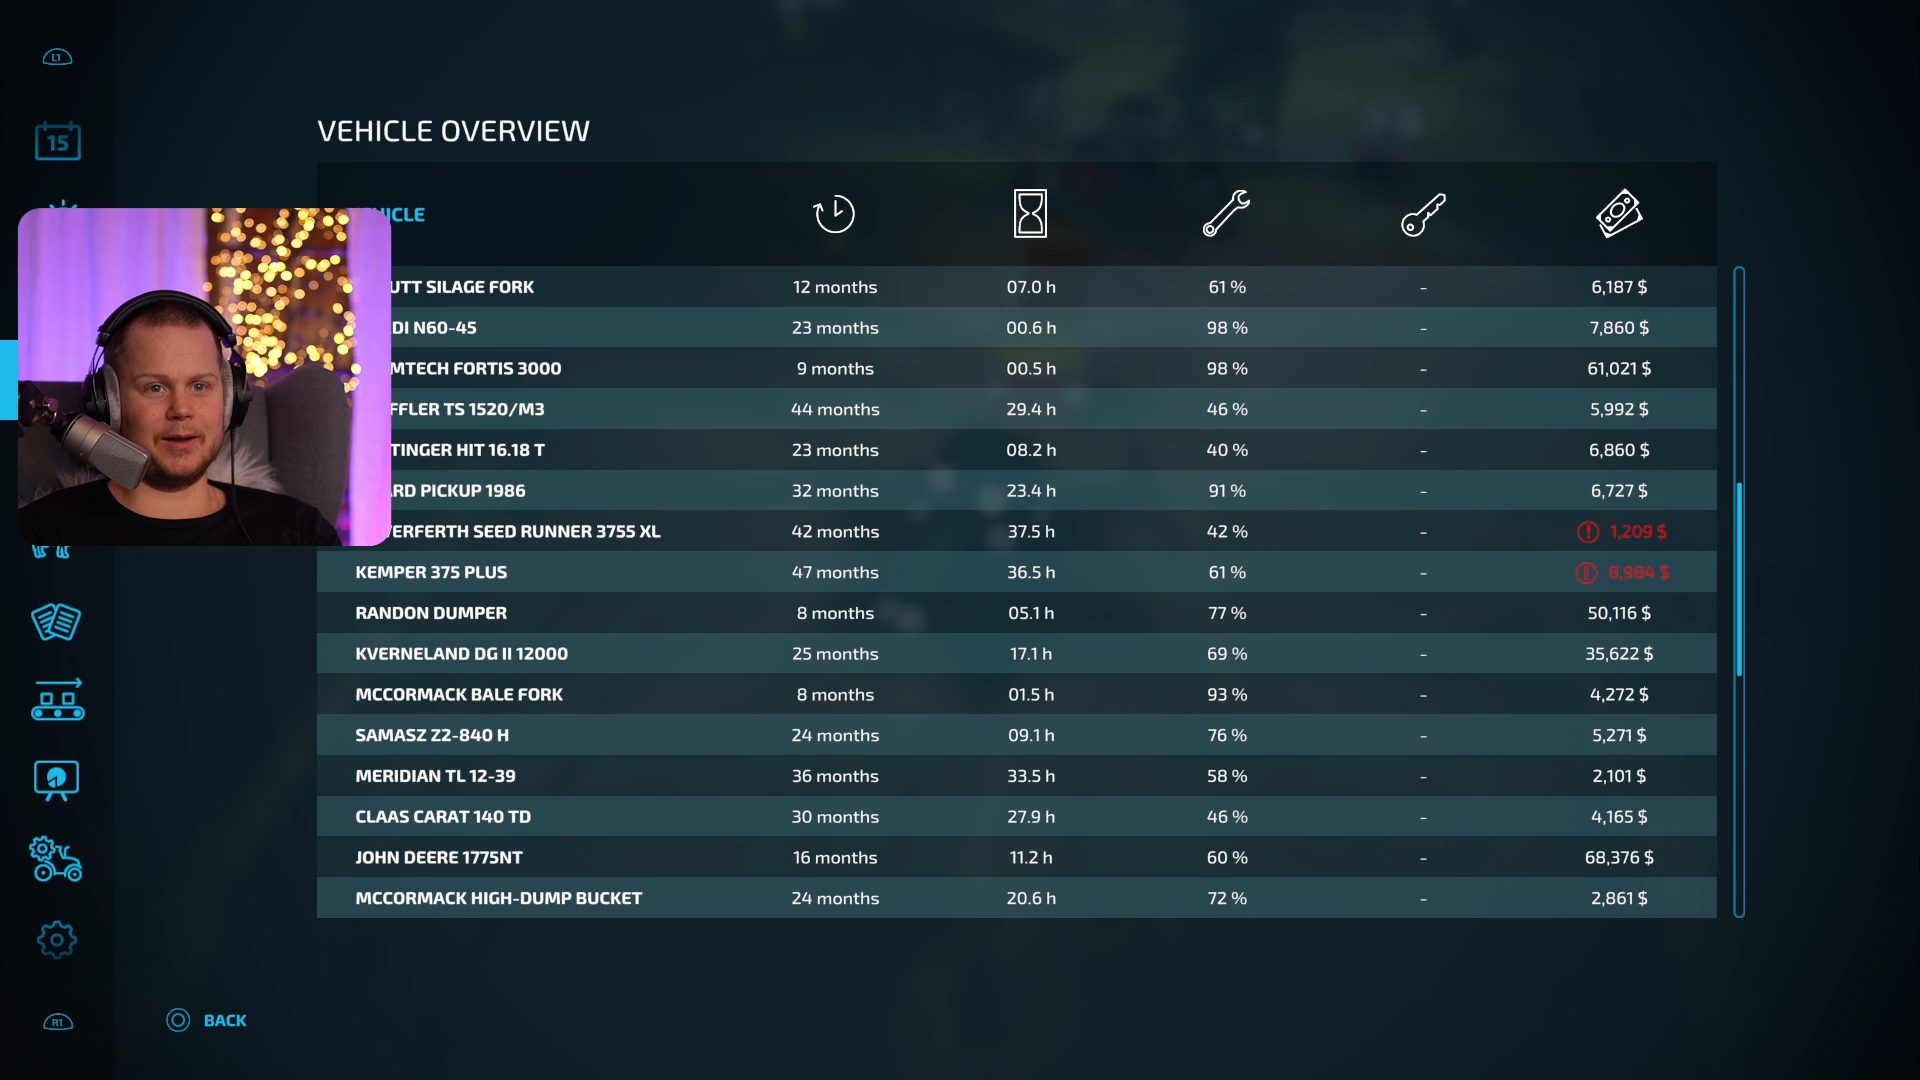 L1
15
VEHICLE OVERVIEW
SILAGE FORK 12 months 07.0 h 61 % - 6,187 $
N60-45 23 months 00.6 h 98 % - 7,860 $
FORTIS 3000 9 months 00.5 h 98 % - 61,021 $
TS 1520/M3 44 months 29.4 h 46 % - 5,992 $
HIT 16.18 T 23 months 08.2 h 40 % - 6,860 $
PICKUP 1986 32 months 23.4 h 91 % - 6,727 $
SEED RUNNER 3755 XL 42 months 37.5 h 42 % - 1,209 $
KEMPER 375 PLUS 47 months 36.5 h 61 % - 8,984 $
RANDON DUMPER 8 months 05.1 h 77 % - 50,116 $
KVERNELAND DG II 12000 25 months 17.1 h 69 % - 35,622 $
MCCORMACK BALE FORK 8 months 01.5 h 93 % - 4,272 $
SAMASZ Z2-840 H 24 months 09.1 h 76 % - 5,271 $
MERIDIAN TL 12-39 36 months 33.5 h 58 % - 2,101 $
CLAAS CARAT 140 TD 30 months 27.9 h 46 % - 4,165 $
JOHN DEERE 1775NT 16 months 11.2 h 60 % - 68,376 $
MCCORMACK HIGH-DUMP BUCKET 24 months 20.6 h 72 % - 2,861 $
R1
BACK